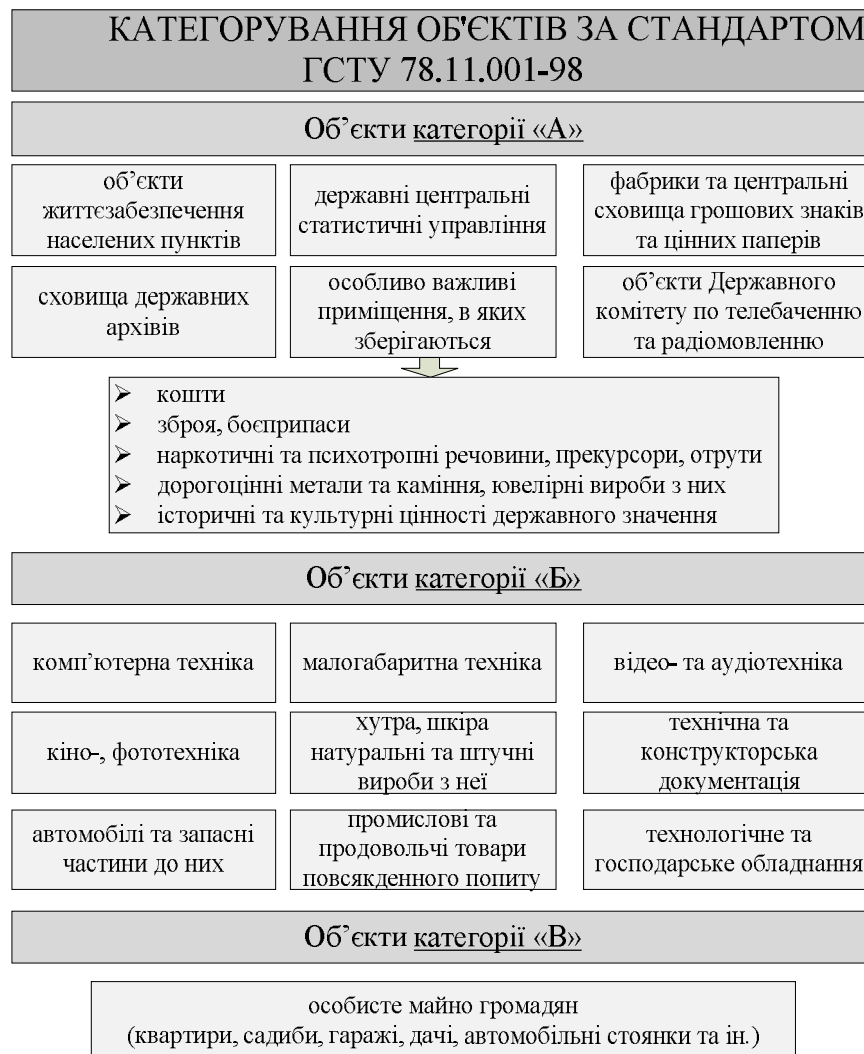 КАТЕГОРУВАННЯ ОБ'ЄКТІВ ЗА СТАНДАРТОМ
ГСТУ 78.11.001-98
Об’єкти категорії «А»
об’єкти
життєзабезпечення
населених пунктів
державні центральні
статистичні управління
фабрики та центральні
сховища грошових знаків
та цінних паперів
сховища державних
архівів
особливо важливі
приміщення, в яких
зберігаються
об’єкти Державного
комітету по телебаченню
та радіомовленню
кошти
зброя, боєприпаси
наркотичні та психотропні речовини, прекурсори, отрути
дорогоцінні метали та каміння, ювелірні вироби з них
історичні та культурні цінності державного значення
Об’єкти категорії «Б»
комп’ютерна техніка
малогабаритна техніка
відео- та аудіотехніка
кіно-, фототехніка
хутра, шкіра
натуральні та штучні
вироби з неї
технічна та
конструкторська
документація
автомобілі та запасні
частини до них
промислові та
продовольчі товари
повсякденного попиту
технологічне та
господарське обладнання
Об’єкти категорії «В»
особисте майно громадян
(квартири, садиби, гаражі, дачі, автомобільні стоянки та ін.)